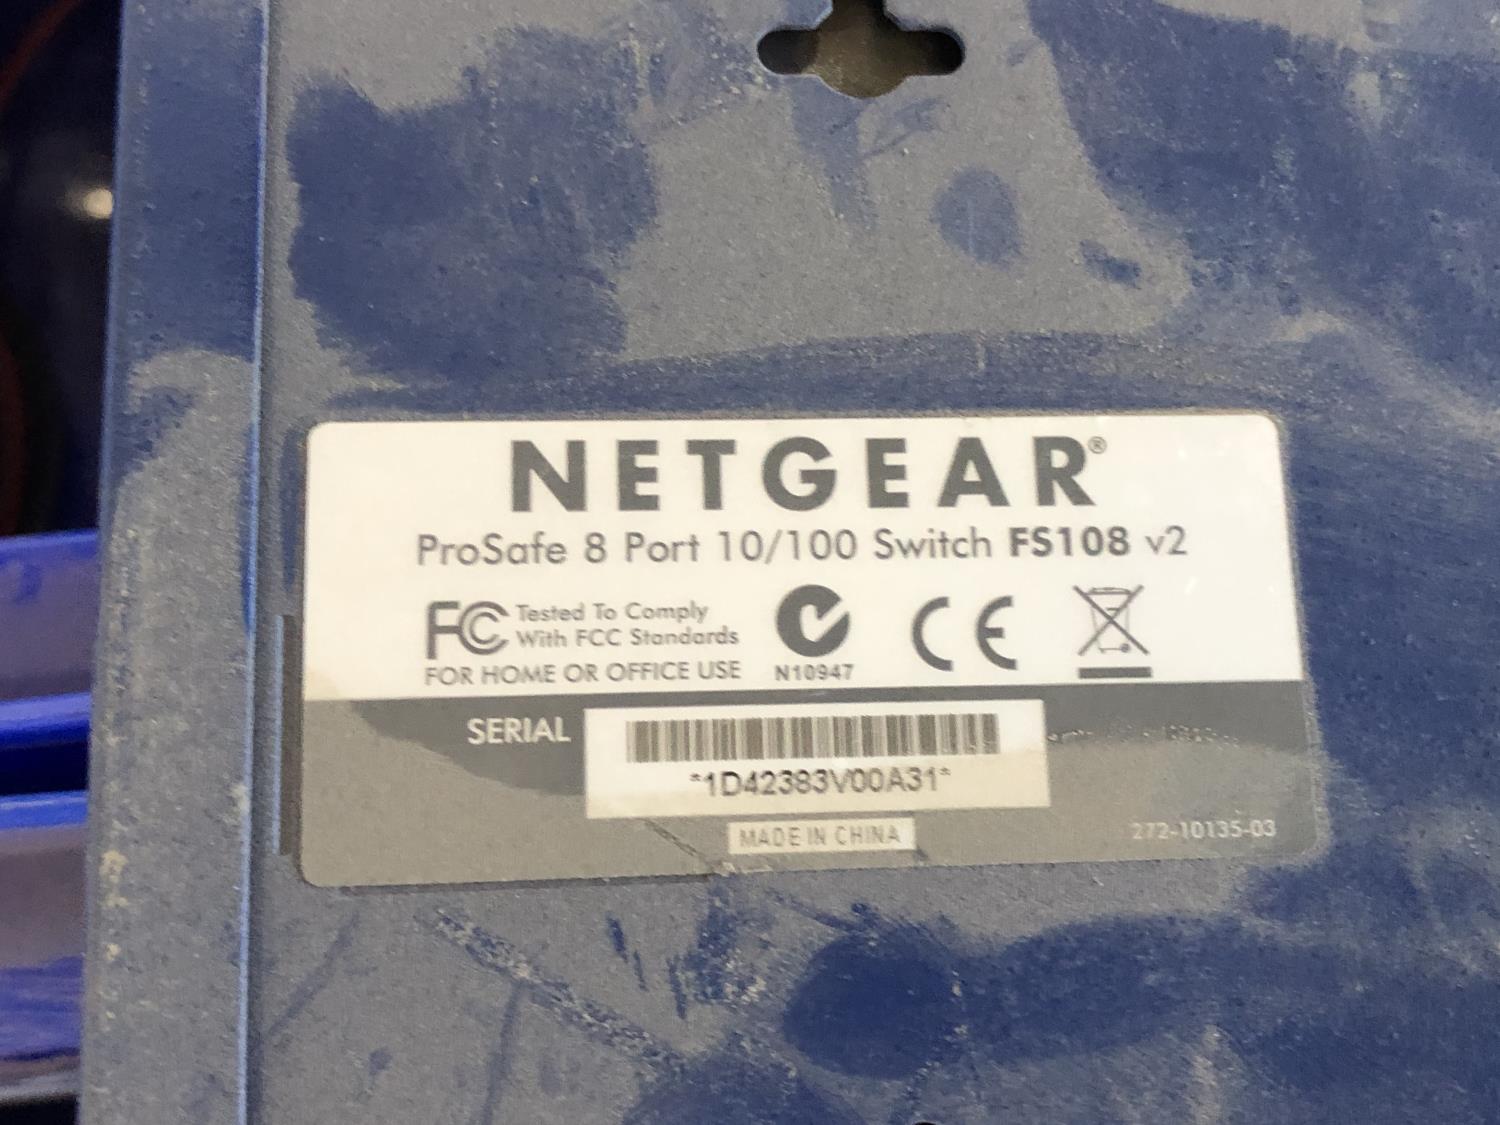 NETGEAR®
ProSafe 8 Port 10/100 Switch FS108 v2
FC Tested To Comply
With FCC Standards
FOR HOME OR OFFICE USE
N10947
CE
SERIAL
*1D42383V00A31*
MADE IN CHINA
272-10135-03